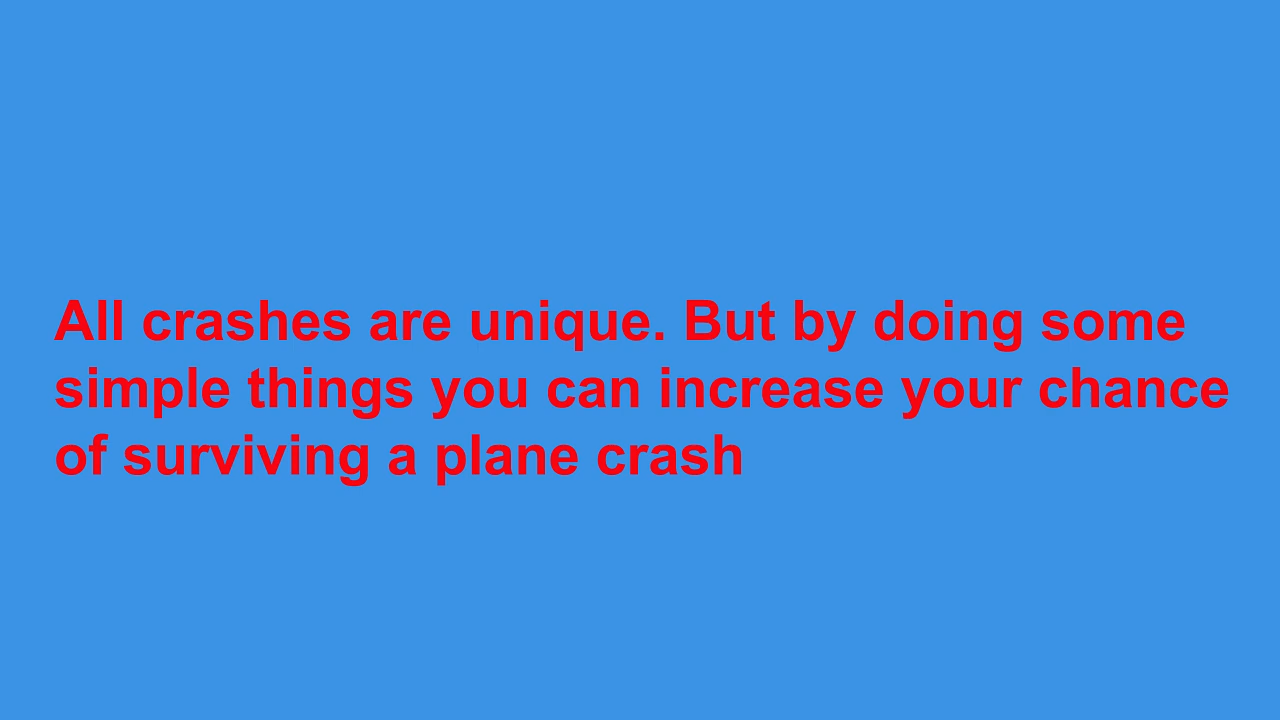 All crashes are unique. But by doing some
simple things you can increase your chance
of surviving a plane crash